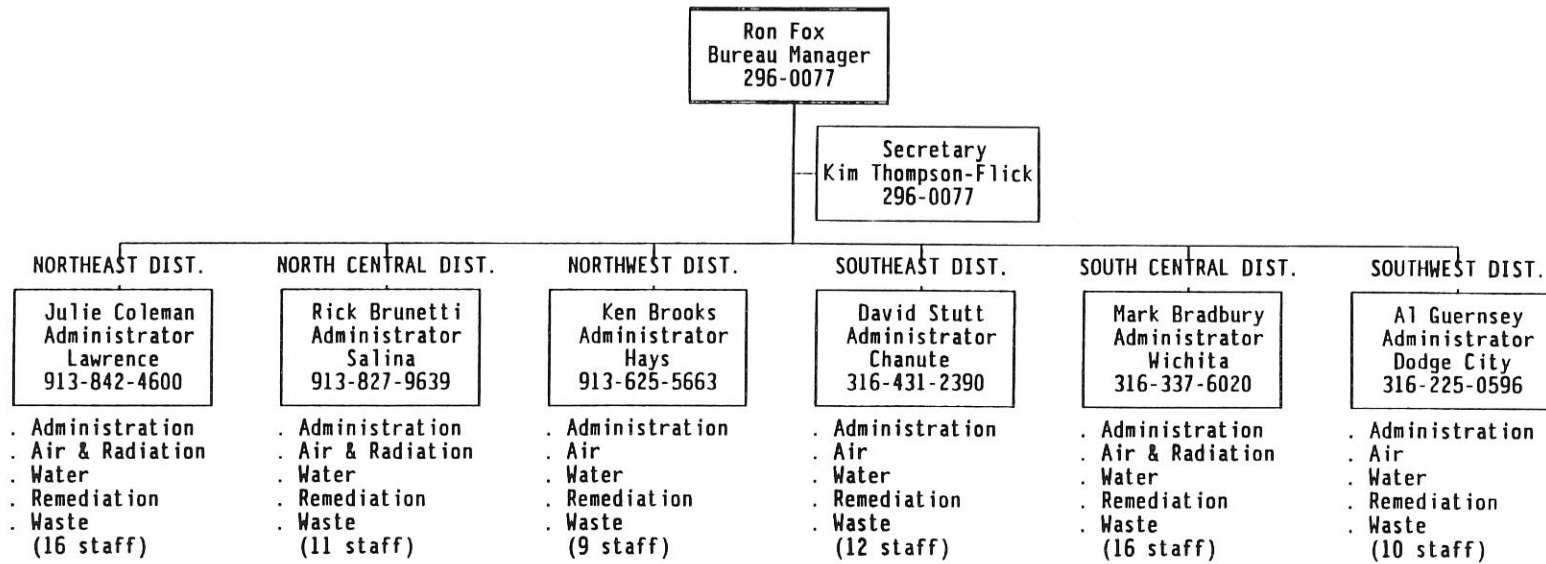 Ron Fox
Bureau Manager
296-0077
Secretary
Kim Thompson-Flick
296-0077
NORTHEAST DIST.
Julie Coleman
Administrator
Lawrence
913-842-4600
. Administration
. Air & Radiation
. Water
. Remediation
. Waste
(16 staff)
NORTH CENTRAL DIST.
Rick Brunetti
Administrator
Salina
913-827-9639
. Administration
. Air & Radiation
. Water
. Remediation
. Waste
(11 staff)
NORTHWEST DIST.
Ken Brooks
Administrator
Hays
913-625-5663
. Administration
. Air
. Water
. Remediation
. Waste
(9 staff)
SOUTHEAST DIST.
David Stutt
Administrator
Chanute
316-431-2390
. Administration
. Air
. Water
. Remediation
. Waste
(12 staff)
SOUTH CENTRAL DIST.
Mark Bradbury
Administrator
Wichita
316-337-6020
. Administration
. Air & Radiation
. Water
. Remediation
. Waste
(16 staff)
SOUTHWEST DIST.
Al Guernsey
Administrator
Dodge City
316-225-0596
. Administration
. Air
. Water
. Remediation
. Waste
(10 staff)